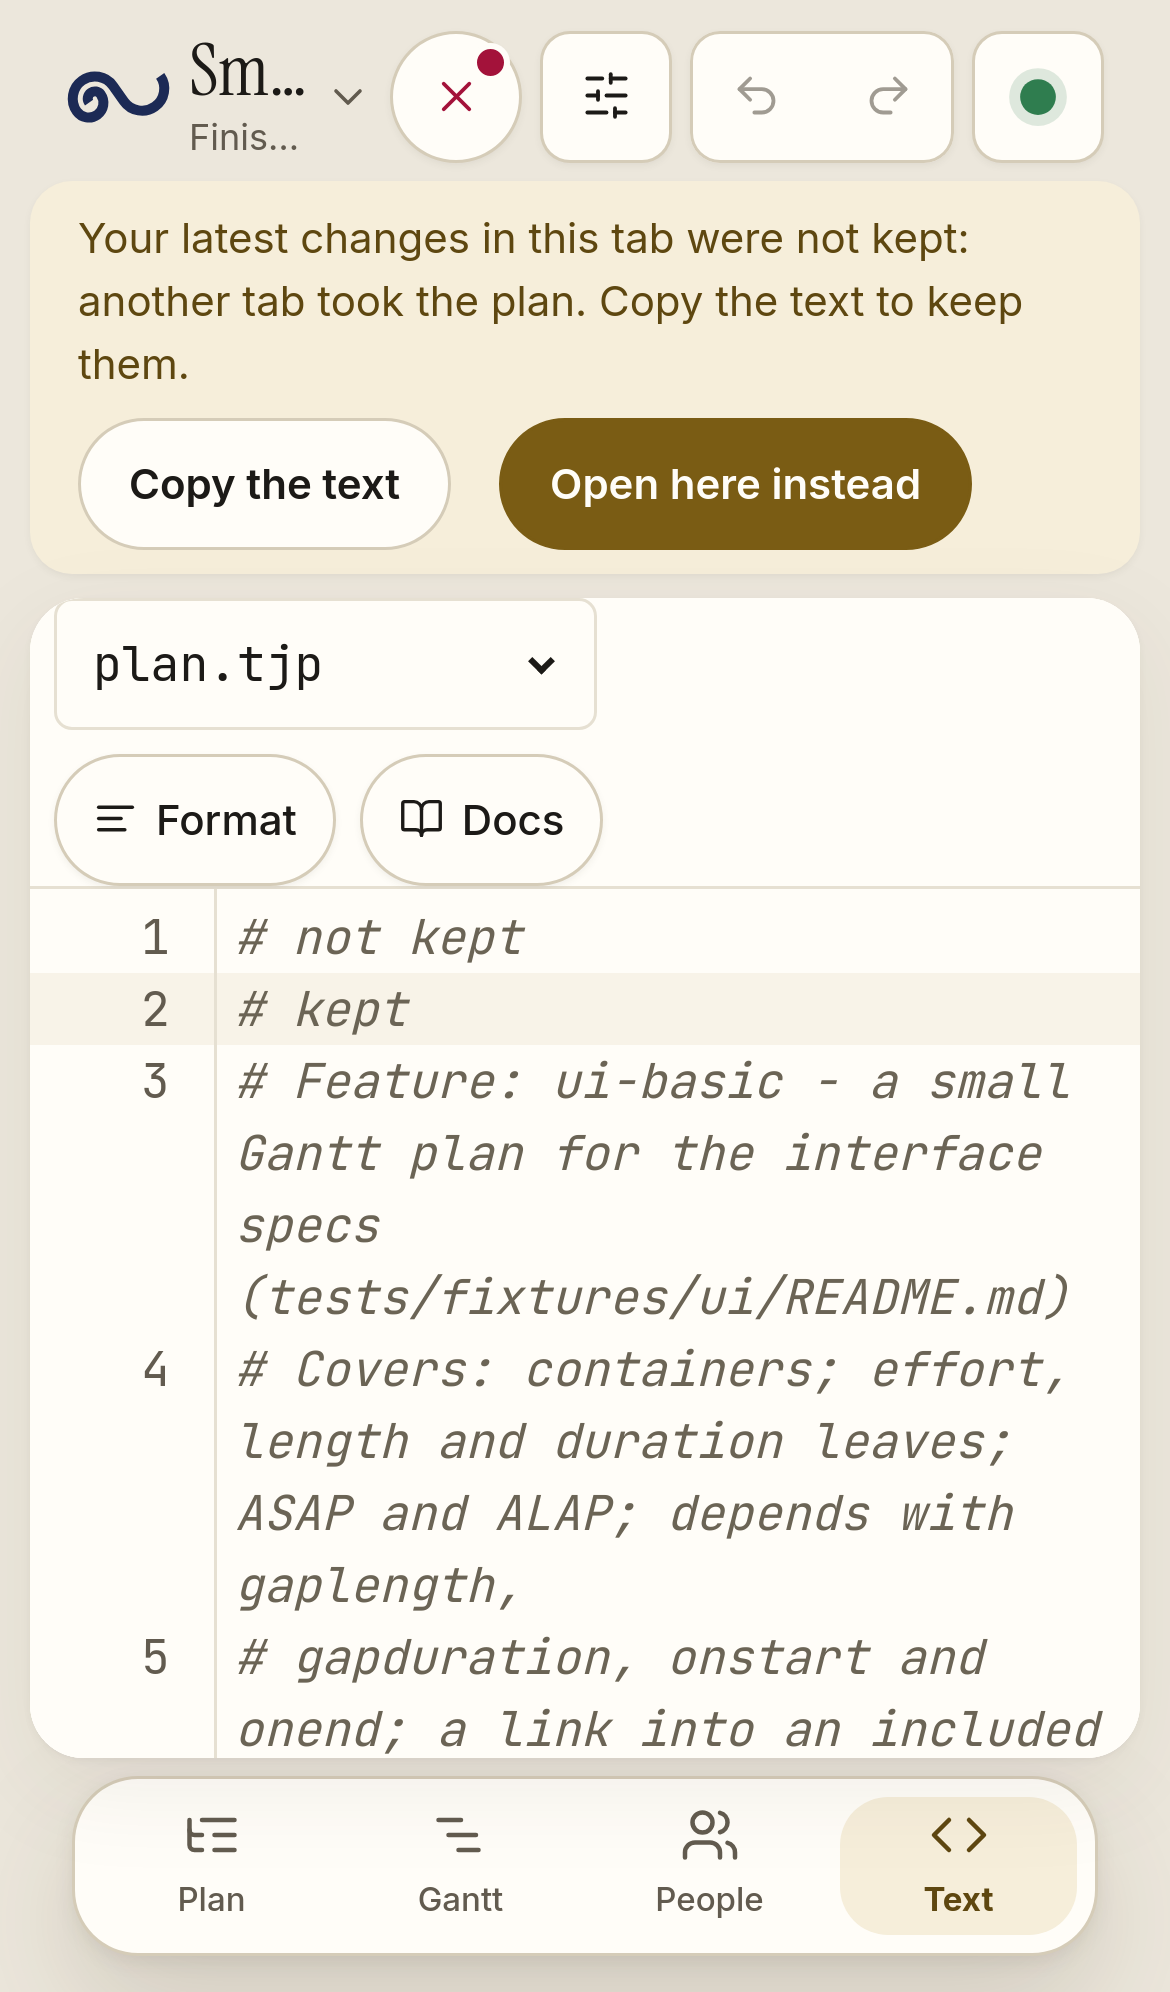 Sm...
Finis...
Your latest changes in this tab were not kept:
another tab took the plan. Copy the text to keep
them.
Copy the text
Open here instead
plan.tjp
Format
Docs
1 # not kept
2 # kept
3 # Feature: ui-basic - a small
Gantt plan for the interface
specs
(tests/fixtures/ui/README.md)
4 # Covers: containers; effort,
length and duration leaves;
ASAP and ALAP; depends with
gaplength,
5 # gapduration, onstart and
onend; a link into an included
Plan
Gantt
People
Text